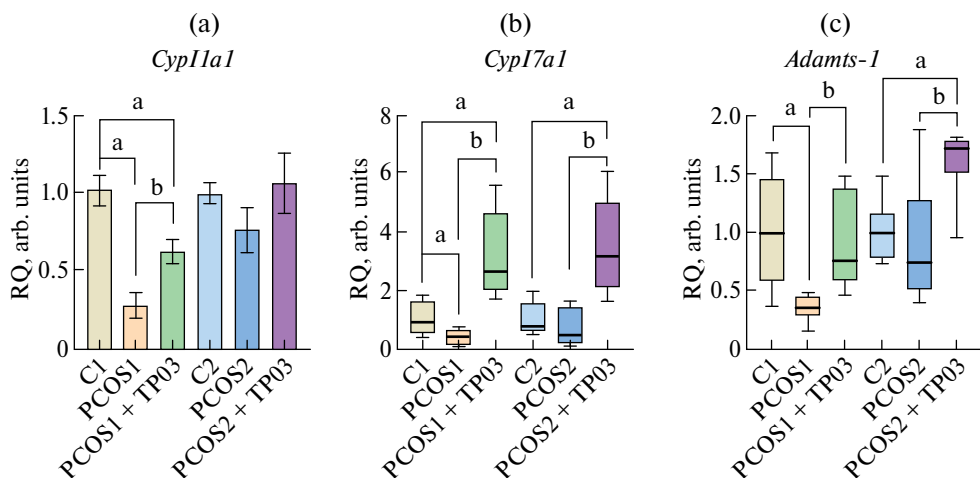 (a)
CypI1a1
RQ, arb. units
1.5
1.0
0.5
0
a
a
b
C1
PCOS1
PCOS1 + TP03
C2
PCOS2
PCOS2 + TP03
(b)
CypI7a1
RQ, arb. units
8
6
4
2
0
a
b
a
a
b
C1
PCOS1
PCOS1 + TP03
C2
PCOS2
PCOS2 + TP03
(c)
Adamts-1
RQ, arb. units
2.0
1.5
1.0
0.5
0
a
b
a
b
C1
PCOS1
PCOS1 + TP03
C2
PCOS2
PCOS2 + TP03